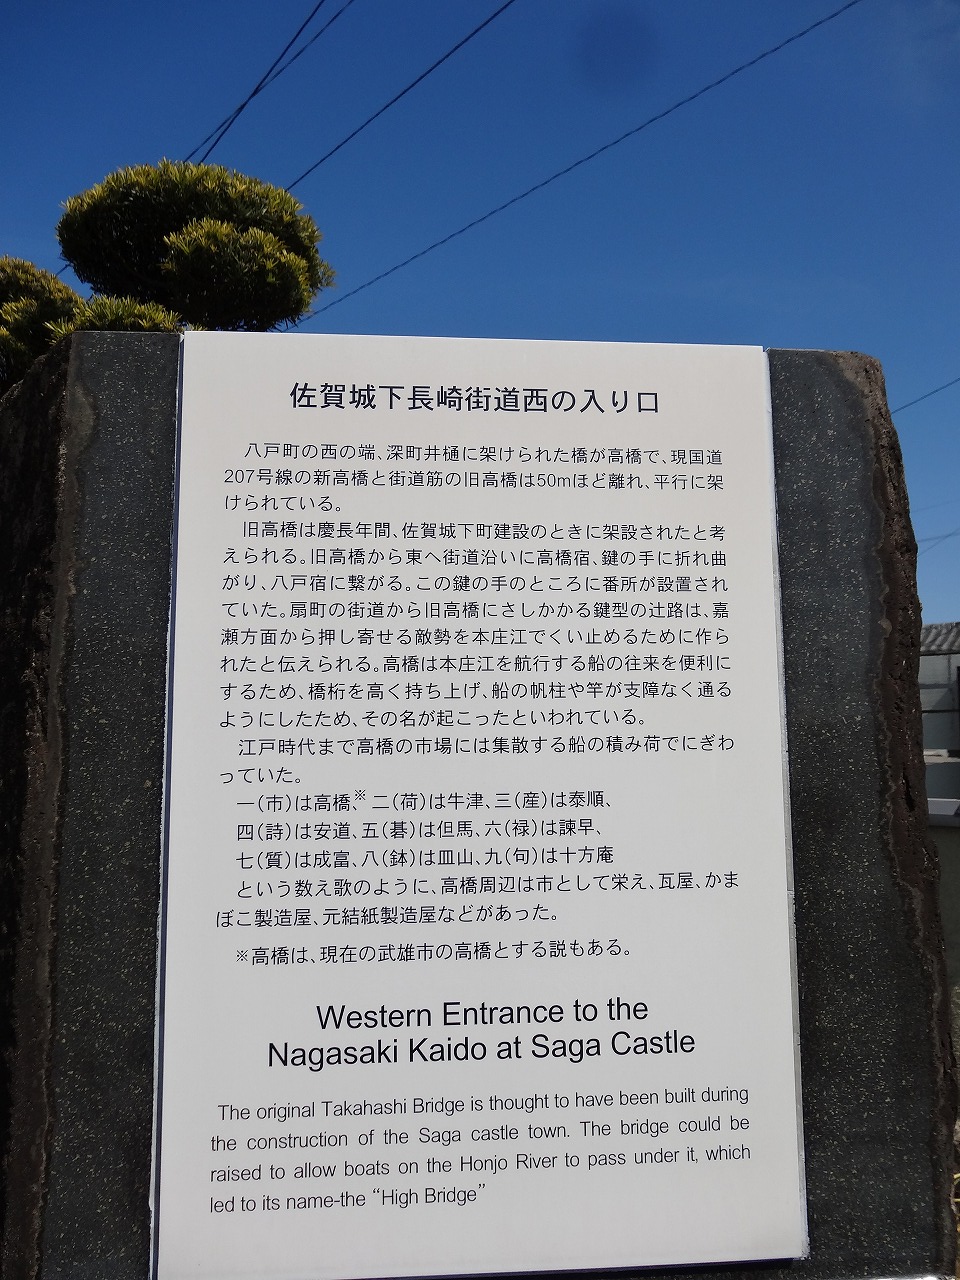 佐賀城下長崎街道西の入り口
八戸町の西の端、深町井樋に架けられた橋が高橋で、現国道
207号線の新高橋と街道筋の旧高橋は50mほど離れ、平行に架
けられている。
旧高橋は慶長年間、佐賀城下町建設のときに架設されたと考
えられる。旧高橋から東へ街道沿いに高橋宿、鍵の手に折れ曲
がり、八戸宿に繋がる。この鍵の手のところに番所が設置され
ていた。扇町の街道から旧高橋にさしかかる鍵型の辻路は、嘉
瀬方面から押し寄せる敵勢を本庄江でくい止めるために作ら
れたと伝えられる。高橋は本庄江を航行する船の往来を便利に
するため、橋桁を高く持ち上げ、船の帆柱や竿が支障なく通る
ようにしたため、その名が起こったといわれている。
江戸時代まで高橋の市場には集散する船の積み荷でにぎわ
っていた。
一（市）は高橋、※二（荷）は牛津、三（産）は泰順、
四（詩）は安道、五（碁）は但馬、六（禄）は諫早、
七（質）は成富、八（鉢）は皿山、九（句）は十方庵
という数え歌のように、高橋周辺は市として栄え、瓦屋、かま
ぼこ製造屋、元結紙製造屋などがあった。
※高橋は、現在の武雄市の高橋とする説もある。
Western Entrance to the
Nagasaki Kaido at Saga Castle
The original Takahashi Bridge is thought to have been built during
the construction of the Saga castle town. The bridge could be
raised to allow boats on the Honjo River to pass under it, which
led to its name-the “High Bridge”